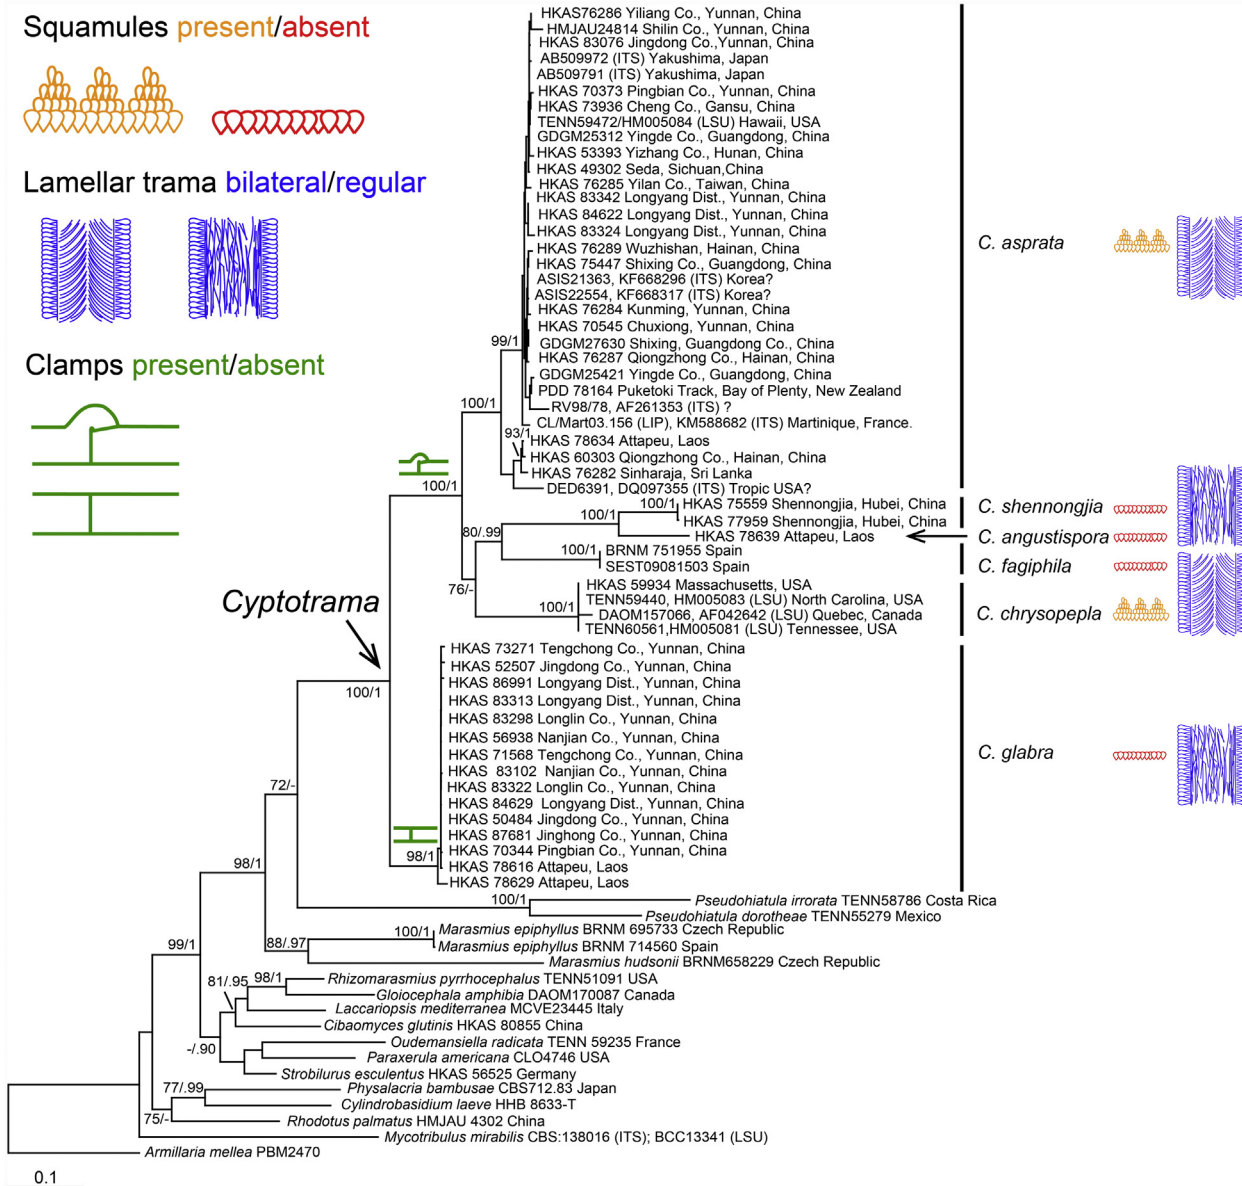 Squamules present/absent
Lamellar trama bilateral/regular
Clamps present/absent
HKAS76286 Yiliang Co., Yunnan, China
HMJAU24814 Shilin Co., Yunnan, China
HKAS 83076 Jingdong Co.,Yunnan, China
AB509972 (ITS) Yakushima, Japan
AB509791 (ITS) Yakushima, Japan
HKAS 70373 Pingbian Co., Yunnan, China
HKAS 73936 Cheng Co., Gansu, China
TENN59472/HM005084 (LSU) Hawaii, USA
GDGM25312 Yingde Co., Guangdong, China
HKAS 53393 Yizhang Co., Hunan, China
HKAS 49302 Seda, Sichuan,China
HKAS 76285 Yilan Co., Taiwan, China
HKAS 83342 Longyang Dist., Yunnan, China
HKAS 84622 Longyang Dist., Yunnan, China
HKAS 83324 Longyang Dist., Yunnan, China
HKAS 76289 Wuzhishan, Hainan, China
HKAS 75447 Shixing Co., Guangdong, China
ASIS21363, KF668296 (ITS) Korea?
ASIS22554, KF668317 (ITS) Korea?
HKAS 76284 Kunming, Yunnan, China
HKAS 70545 Chuxiong, Yunnan, China
GDGM27630 Shixing, Guangdong Co., China
HKAS 76287 Qiongzhong Co., Hainan, China
GDGM25421 Yingde Co., Guangdong, China
PDD 78164 Puketoki Track, Bay of Plenty, New Zealand
RV98/78, AF261353 (ITS) ?
CL/Mart03.156 (LIP), KM588682 (ITS) Martinique, France.
HKAS 78634 Attapeu, Laos
HKAS 60303 Qiongzhong Co., Hainan, China
HKAS 76282 Sinharaja, Sri Lanka
DED6391, DQ097355 (ITS) Tropic USA?
C. asprata
99/1
93/1
100/1
100/1
HKAS 75559 Shennongjia, Hubei, China
HKAS 77959 Shennongjia, Hubei, China
HKAS 78639 Attapeu, Laos
BRNM 751955 Spain
SEST09081503 Spain
HKAS 59934 Massachusetts, USA
TENN59440, HM005083 (LSU) North Carolina, USA
DAOM157066, AF042642 (LSU) Quebec, Canada
TENN60561,HM005081 (LSU) Tennessee, USA
C. shennongjia
C. angustispora
C. fagiphila
C. chrysopepla
100/1
100/1
80/.99
100/1
76/-
100/1
Cyptotrama
100/1
HKAS 73271 Tengchong Co., Yunnan, China
HKAS 52507 Jingdong Co., Yunnan, China
HKAS 86991 Longyang Dist., Yunnan, China
HKAS 83313 Longyang Dist., Yunnan, China
HKAS 83298 Longlin Co., Yunnan, China
HKAS 56938 Nanjian Co., Yunnan, China
HKAS 71568 Tengchong Co., Yunnan, China
HKAS 83102 Nanjian Co., Yunnan, China
HKAS 83322 Longlin Co., Yunnan, China
HKAS 84629 Longyang Dist., Yunnan, China
HKAS 50484 Jingdong Co., Yunnan, China
HKAS 87681 Jinghong Co., Yunnan, China
HKAS 70344 Pingbian Co., Yunnan, China
HKAS 78616 Attapeu, Laos
HKAS 78629 Attapeu, Laos
C. glabra
98/1
72/-
98/1
100/1
Pseudohiatula irrorata TENN58786 Costa Rica
Pseudohiatula dorotheae TENN55279 Mexico
100/1
Marasmius epiphyllus BRNM 695733 Czech Republic
Marasmius epiphyllus BRNM 714560 Spain
88/.97
Marasmius hudsonii BRNM658229 Czech Republic
99/1
81/.95
98/1
Rhizomarasmius pyrrhocephalus TENN51091 USA
Gloiocephala amphibia DAOM170087 Canada
Laccariopsis mediterranea MCVE23445 Italy
Cibaomyces glutinis HKAS 80855 China
-/.90
Oudemansiella radicata TENN 59235 France
Paraxerula americana CLO4746 USA
Strobilurus esculentus HKAS 56525 Germany
77/.99
Physalacria bambusae CBS712.83 Japan
Cylindrobasidium laeve HHB 8633-T
75/-
Rhodotus palmatus HMJAU 4302 China
Mycotribulus mirabilis CBS:138016 (ITS); BCC13341 (LSU)
Armillaria mellea PBM2470
0.1